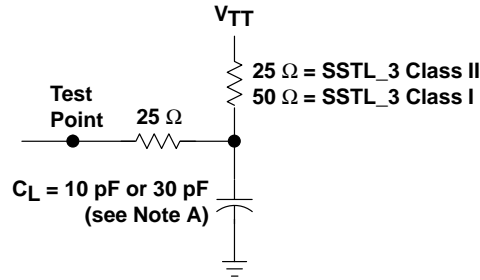 VTT
25 Ω = SSTL_3 Class II
50 Ω = SSTL_3 Class I
Test
Point
25 Ω
CL = 10 pF or 30 pF
(see Note A)